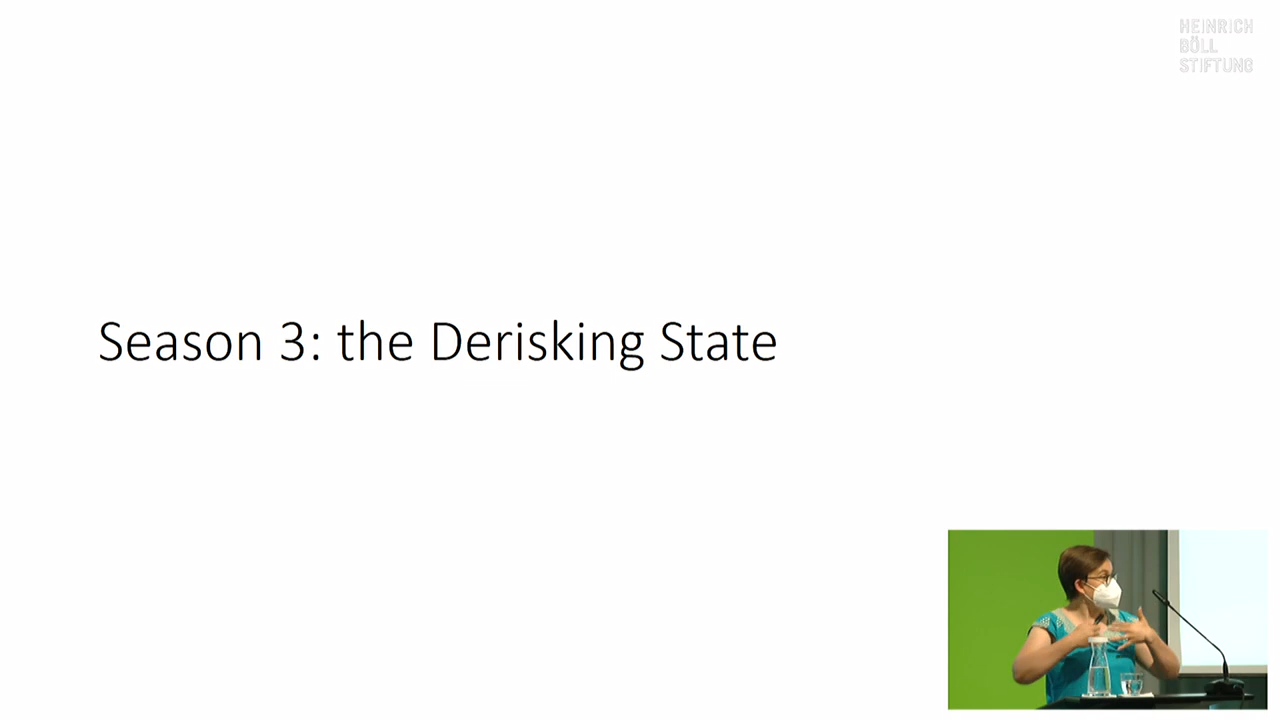 HEINRICH
BÖLL
STIFTUNG
Season 3: the Derisking State